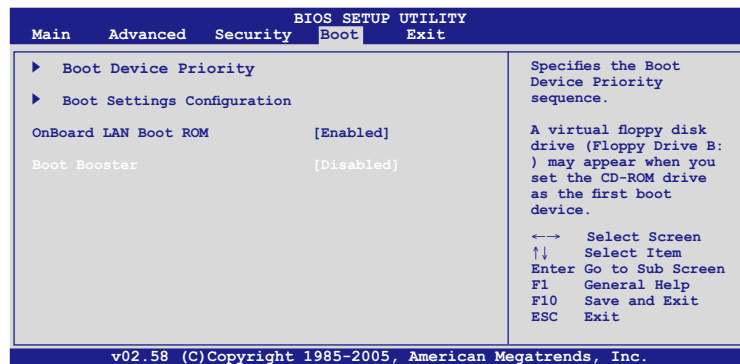 BIOS SETUP UTILITY
Main Advanced Security Boot Exit
Boot Device Priority
Boot Settings Configuration
OnBoard LAN Boot ROM [Enabled]
Boot Booster [Disabled]
Specifies the Boot
Device Priority
sequence.
A virtual floppy disk
drive (Floppy Drive B:
) may appear when you
set the CD-ROM drive
as the first boot
device.
←→ Select Screen
↑↓ Select Item
Enter Go to Sub Screen
F1 General Help
F10 Save and Exit
ESC Exit
v02.58 (C)Copyright 1985-2005, American Megatrends, Inc.